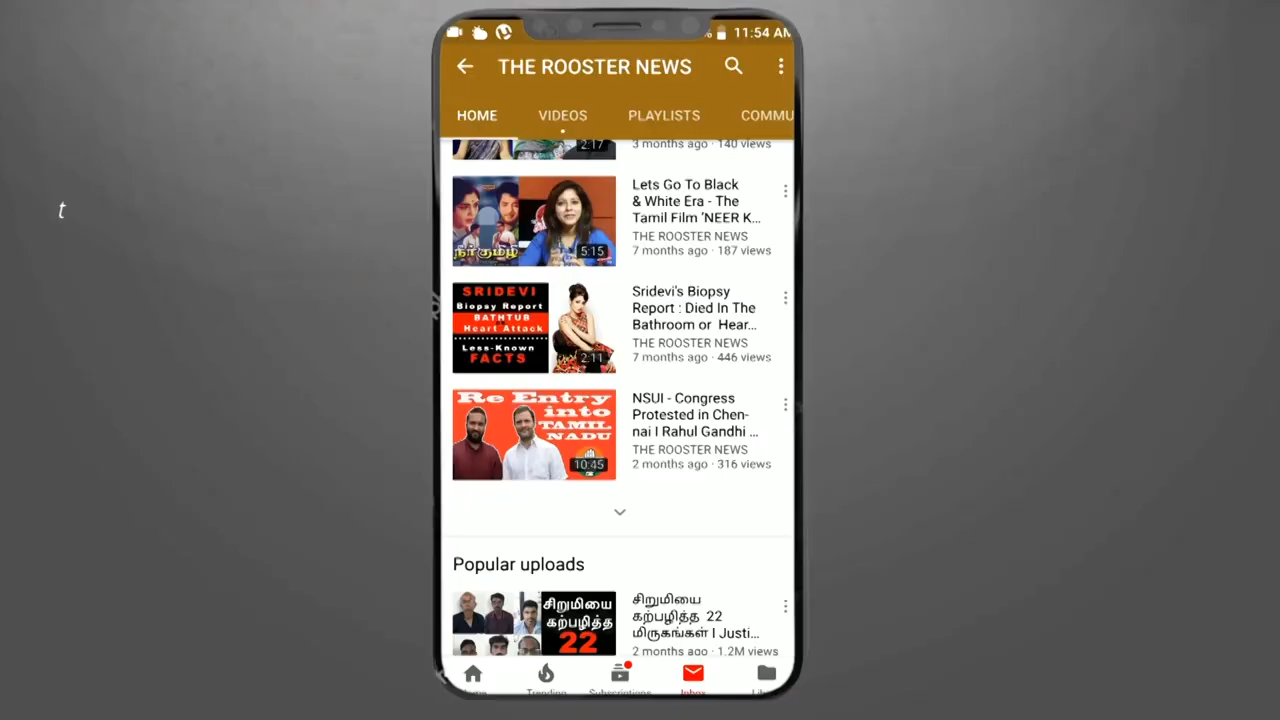 11:54 AM
THE ROOSTER NEWS
HOME VIDEOS PLAYLISTS COMMU
2:17
3 months ago · 140 views
t
Lets Go To Black
& White Era - The
Tamil Film 'NEER K...
THE ROOSTER NEWS
7 months ago · 187 views
நீர்குமிழி
5:15
SRIDEVI
Biopsy Report
BATHTUB
Heart Attack
Less-Known
FACTS
2:11
Sridevi's Biopsy
Report : Died In The
Bathroom or Hear...
THE ROOSTER NEWS
7 months ago · 446 views
Re Entry
into
TAMIL
NADU
10:45
NSUI - Congress
Protested in Chen-
nai I Rahul Gandhi ...
THE ROOSTER NEWS
2 months ago · 316 views
Popular uploads
சிறுமியை
கற்பழித்த
22
சிறுமியை
கற்பழித்த 22
மிருகங்கள் I Justi...
2 months ago · 1.2M views
Trending Subscriptions Inbox